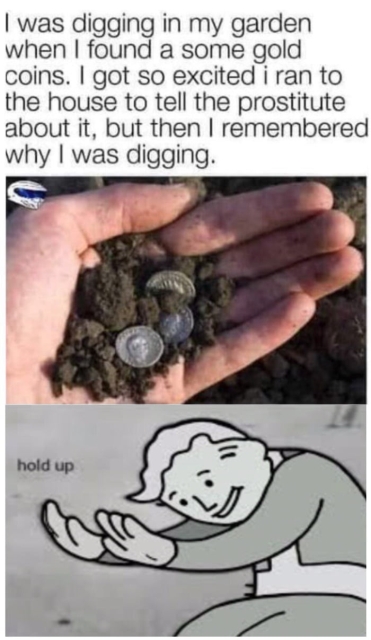 I was digging in my garden
when I found a some gold
coins. I got so excited i ran to
the house to tell the prostitute
about it, but then I remembered
why I was digging.
hold up